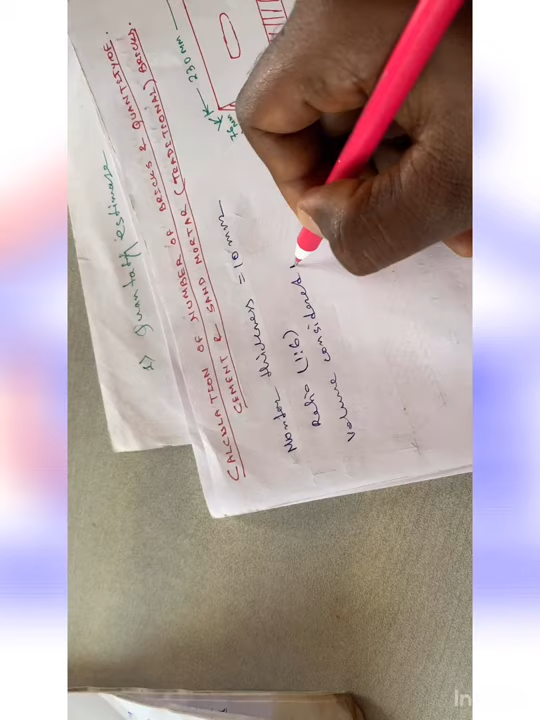 Quantity estimate
CALCULATION OF NUMBER OF BRICKS & QUANTITY OF
CEMENT & SAND MORTAR (TRADITIONAL) BRICKS.
230 mm
Mortar thickness = 10 mm
Ratio (1:6)
Volume considered
In